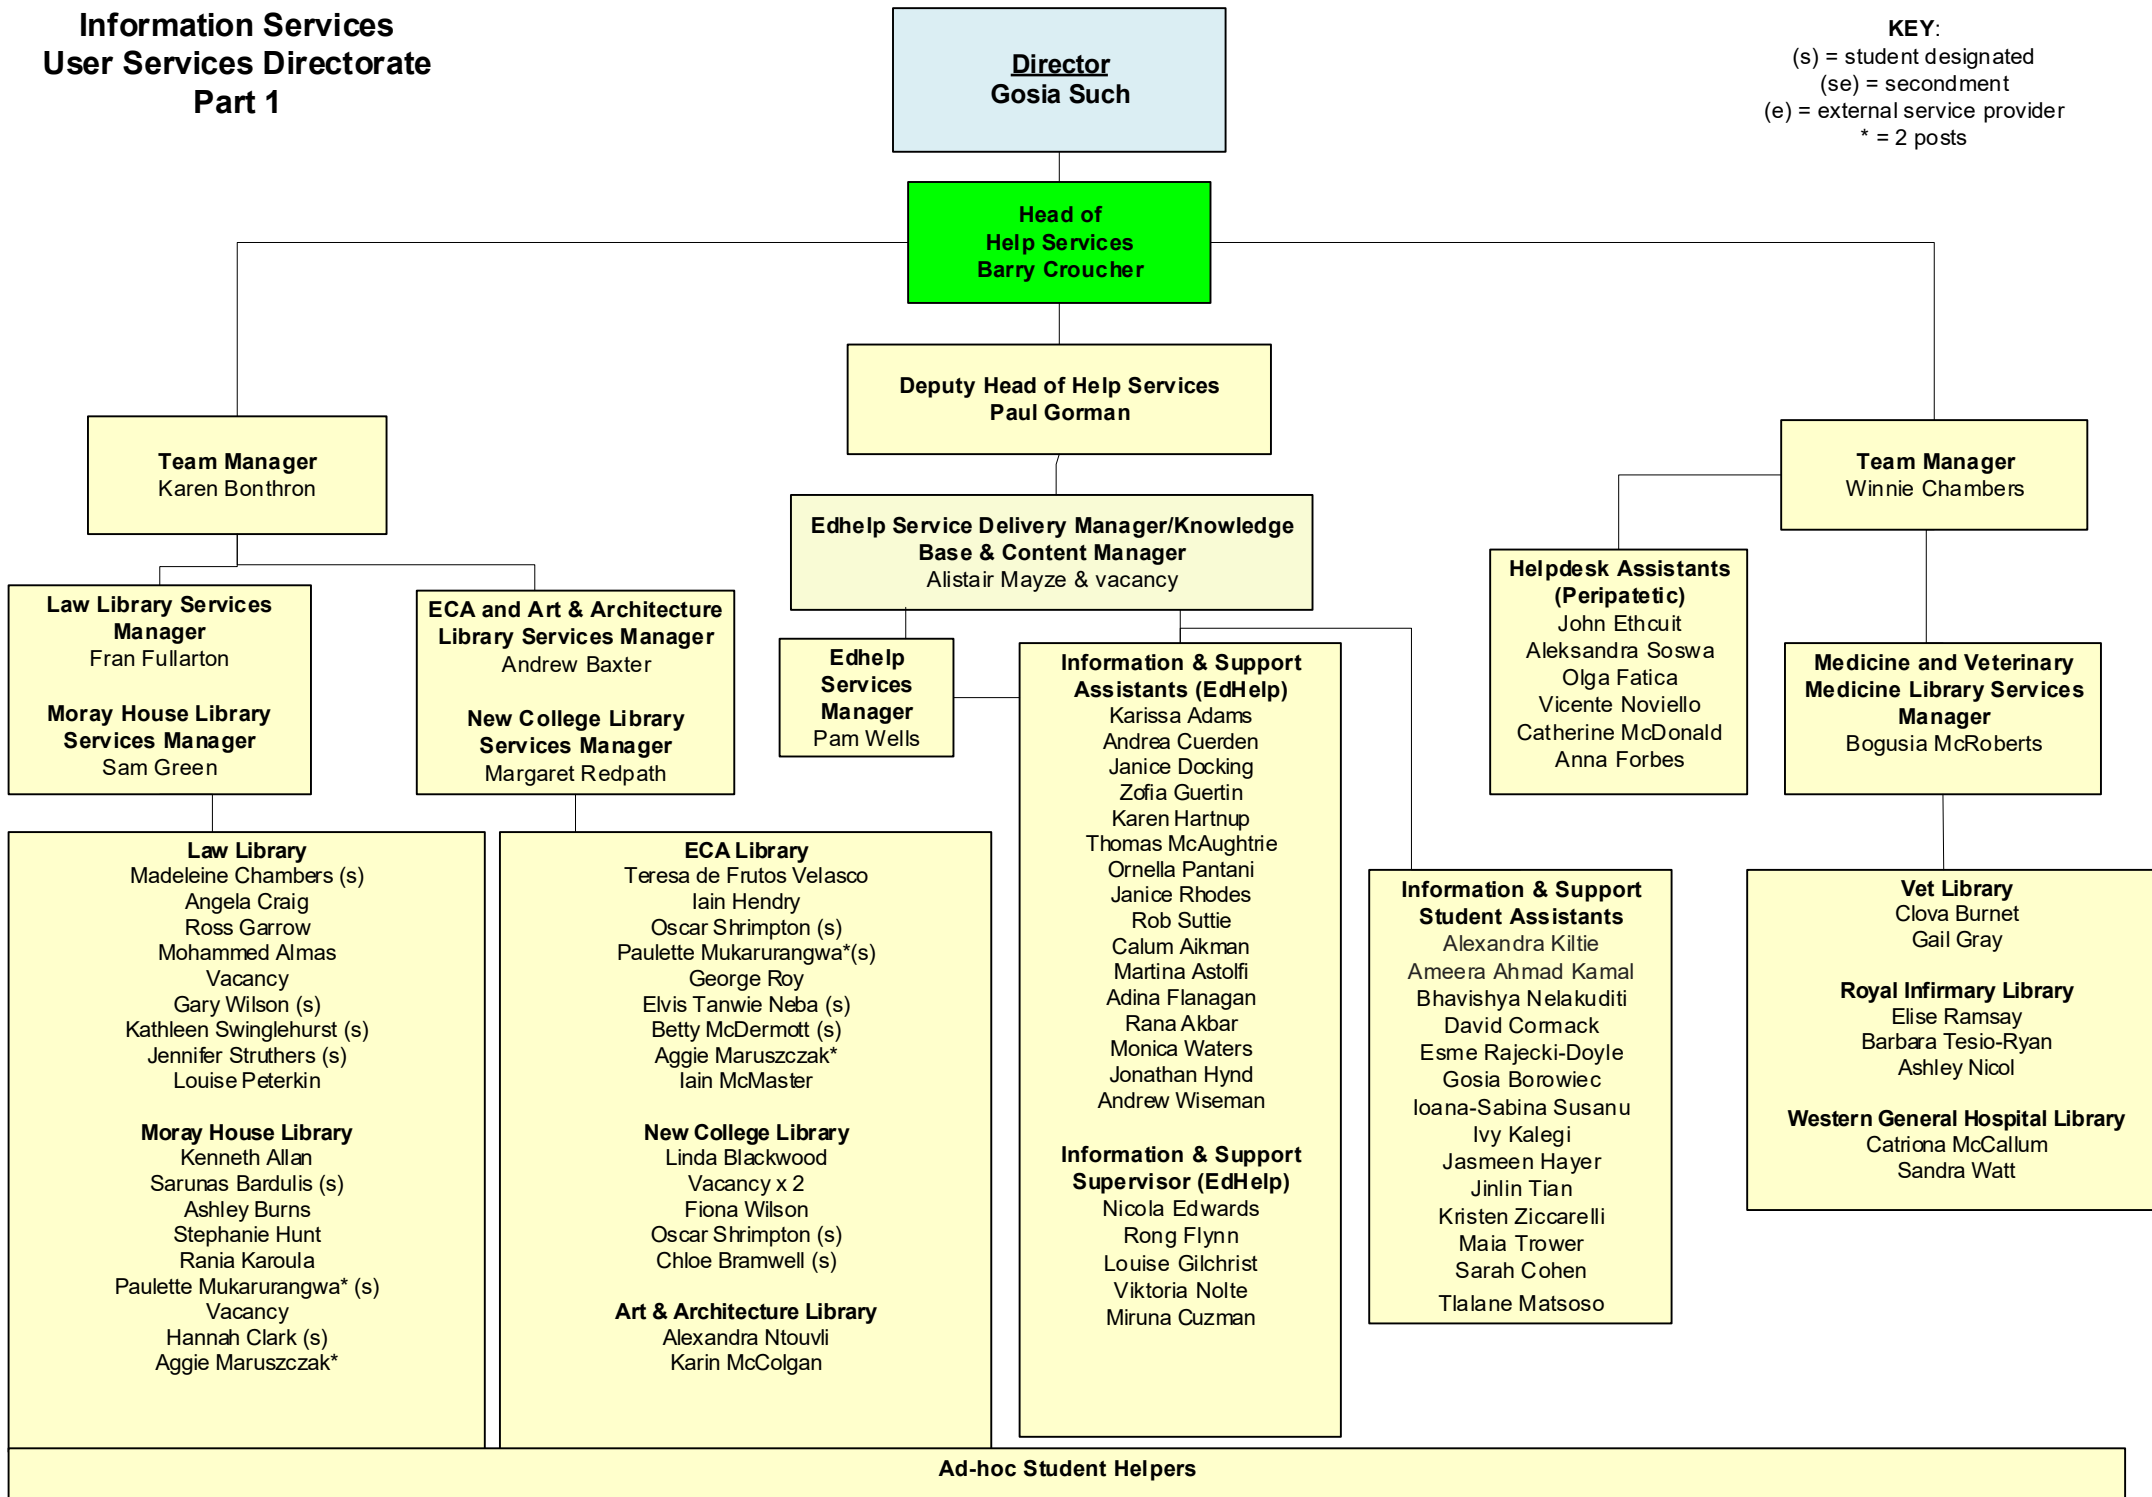 Information Services
User Services Directorate
Part 1
Director
Gosia Such
KEY:
(s) = student designated
(se) = secondment
(e) = external service provider
* = 2 posts
Head of
Help Services
Barry Croucher
Deputy Head of Help Services
Paul Gorman
Team Manager
Karen Bonthron
Team Manager
Winnie Chambers
Edhelp Service Delivery Manager/Knowledge
Base & Content Manager
Alistair Mayze & vacancy
Law Library Services
Manager
Fran Fullarton
Moray House Library
Services Manager
Sam Green
ECA and Art & Architecture
Library Services Manager
Andrew Baxter
New College Library
Services Manager
Margaret Redpath
Edhelp
Services
Manager
Pam Wells
Information & Support
Assistants (EdHelp)
Karissa Adams
Andrea Cuerden
Janice Docking
Zofia Guertin
Karen Hartnup
Thomas McAughtrie
Ornella Pantani
Janice Rhodes
Rob Suttie
Calum Aikman
Martina Astolfi
Adina Flanagan
Rana Akbar
Monica Waters
Jonathan Hynd
Andrew Wiseman
Information & Support
Supervisor (EdHelp)
Nicola Edwards
Rong Flynn
Louise Gilchrist
Viktoria Nolte
Miruna Cuzman
Helpdesk Assistants
(Peripatetic)
John Ethcuit
Aleksandra Soswa
Olga Fatica
Vicente Noviello
Catherine McDonald
Anna Forbes
Medicine and Veterinary
Medicine Library Services
Manager
Bogusia McRoberts
Law Library
Madeleine Chambers (s)
Angela Craig
Ross Garrow
Mohammed Almas
Vacancy
Gary Wilson (s)
Kathleen Swinglehurst (s)
Jennifer Struthers (s)
Louise Peterkin
Moray House Library
Kenneth Allan
Sarunas Bardulis (s)
Ashley Burns
Stephanie Hunt
Rania Karoula
Paulette Mukarurangwa* (s)
Vacancy
Hannah Clark (s)
Aggie Maruszczak*
ECA Library
Teresa de Frutos Velasco
Iain Hendry
Oscar Shrimpton (s)
Paulette Mukarurangwa*(s)
George Roy
Elvis Tanwie Neba (s)
Betty McDermott (s)
Aggie Maruszczak*
Iain McMaster
New College Library
Linda Blackwood
Vacancy x 2
Fiona Wilson
Oscar Shrimpton (s)
Chloe Bramwell (s)
Art & Architecture Library
Alexandra Ntouvli
Karin McColgan
Information & Support
Student Assistants
Alexandra Kiltie
Ameera Ahmad Kamal
Bhavishya Nelakuditi
David Cormack
Esme Rajecki-Doyle
Gosia Borowiec
Ioana-Sabina Susanu
Ivy Kalegi
Jasmeen Hayer
Jinlin Tian
Kristen Ziccarelli
Maia Trower
Sarah Cohen
Tlalane Matsoso
Vet Library
Clova Burnet
Gail Gray
Royal Infirmary Library
Elise Ramsay
Barbara Tesio-Ryan
Ashley Nicol
Western General Hospital Library
Catriona McCallum
Sandra Watt
Ad-hoc Student Helpers